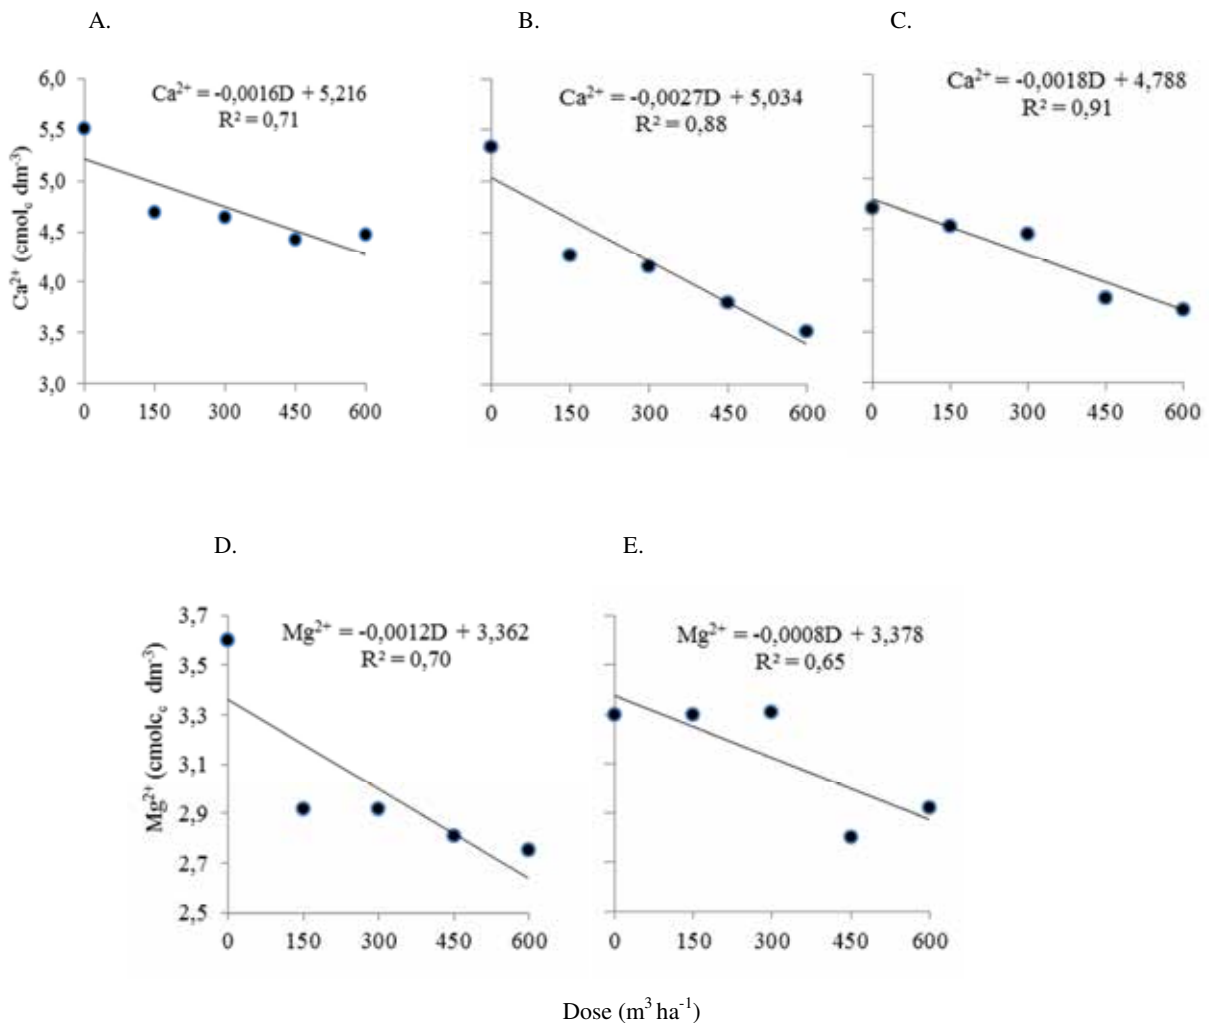 A.
B.
C.
Ca²⁺ = -0,0016D + 5,216
R² = 0,71
Ca²⁺ (cmol꜀ dm⁻³)
6,0
5,5
5,0
4,5
4,0
3,5
3,0
0 150 300 450 600
Ca²⁺ = -0,0027D + 5,034
R² = 0,88
0 150 300 450 600
Ca²⁺ = -0,0018D + 4,788
R² = 0,91
0 150 300 450 600
D.
E.
Mg²⁺ = -0,0012D + 3,362
R² = 0,70
Mg²⁺ (cmolc꜀ dm⁻³)
3,7
3,5
3,3
3,1
2,9
2,7
2,5
0 150 300 450 600
Mg²⁺ = -0,0008D + 3,378
R² = 0,65
0 150 300 450 600
Dose (m³ ha⁻¹)